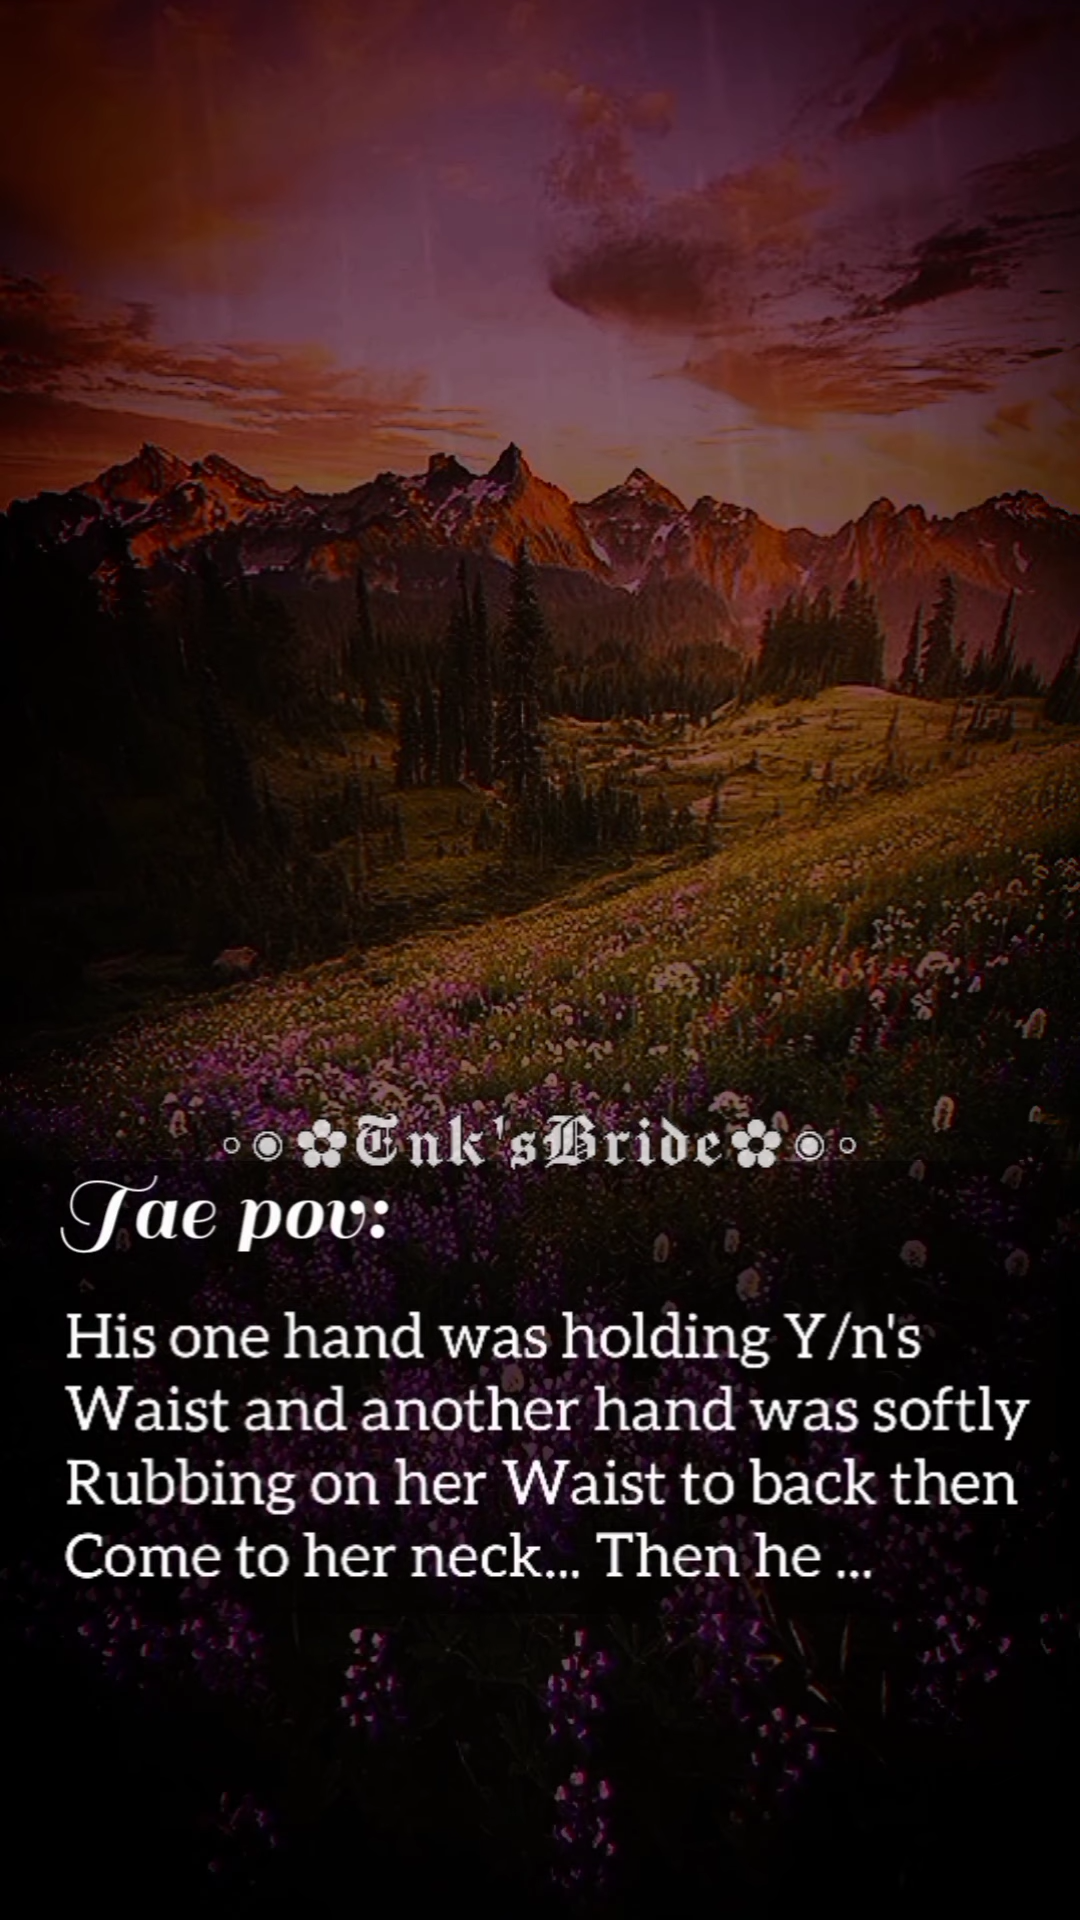 ◦◉✿Tnk'sBride✿◉◦
Tae pov:
His one hand was holding Y/n's
Waist and another hand was softly
Rubbing on her Waist to back then
Come to her neck... Then he ...